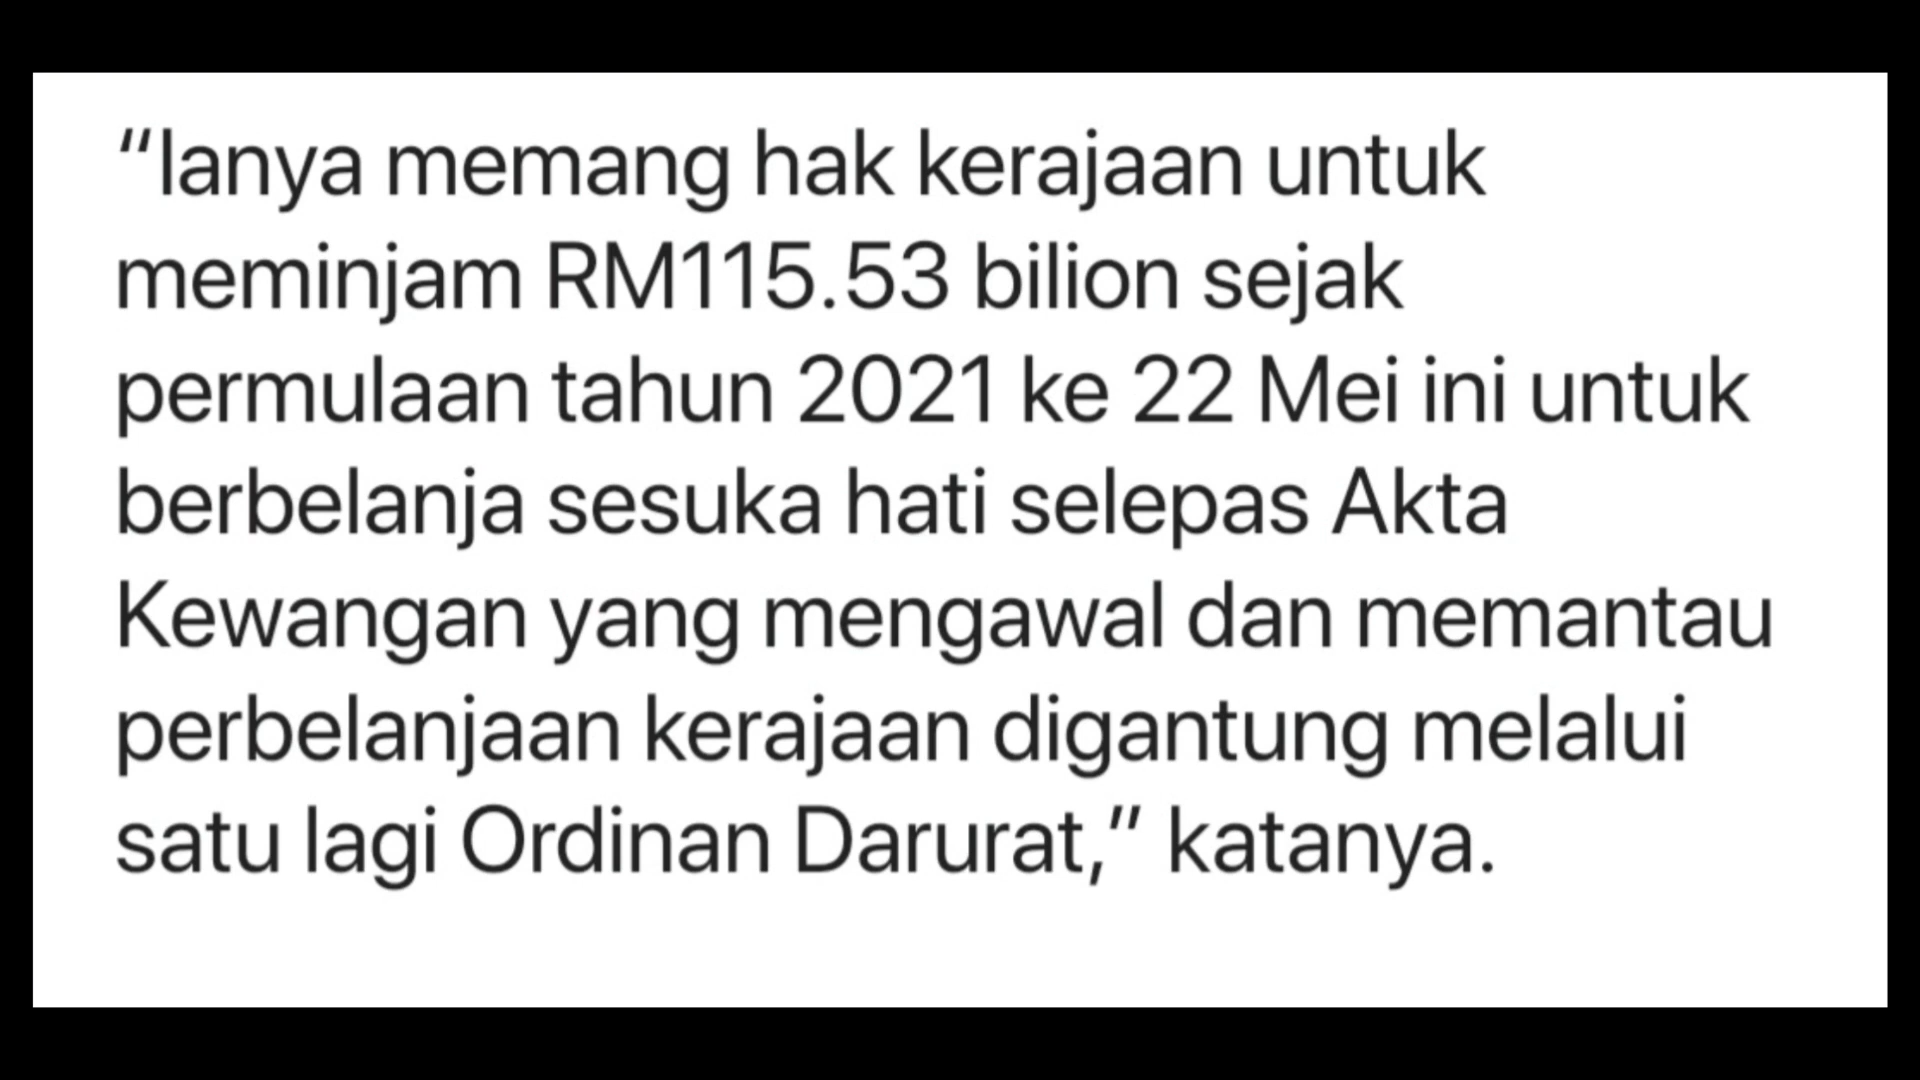 “Ianya memang hak kerajaan untuk
meminjam RM115.53 bilion sejak
permulaan tahun 2021 ke 22 Mei ini untuk
berbelanja sesuka hati selepas Akta
Kewangan yang mengawal dan memantau
perbelanjaan kerajaan digantung melalui
satu lagi Ordinan Darurat,” katanya.